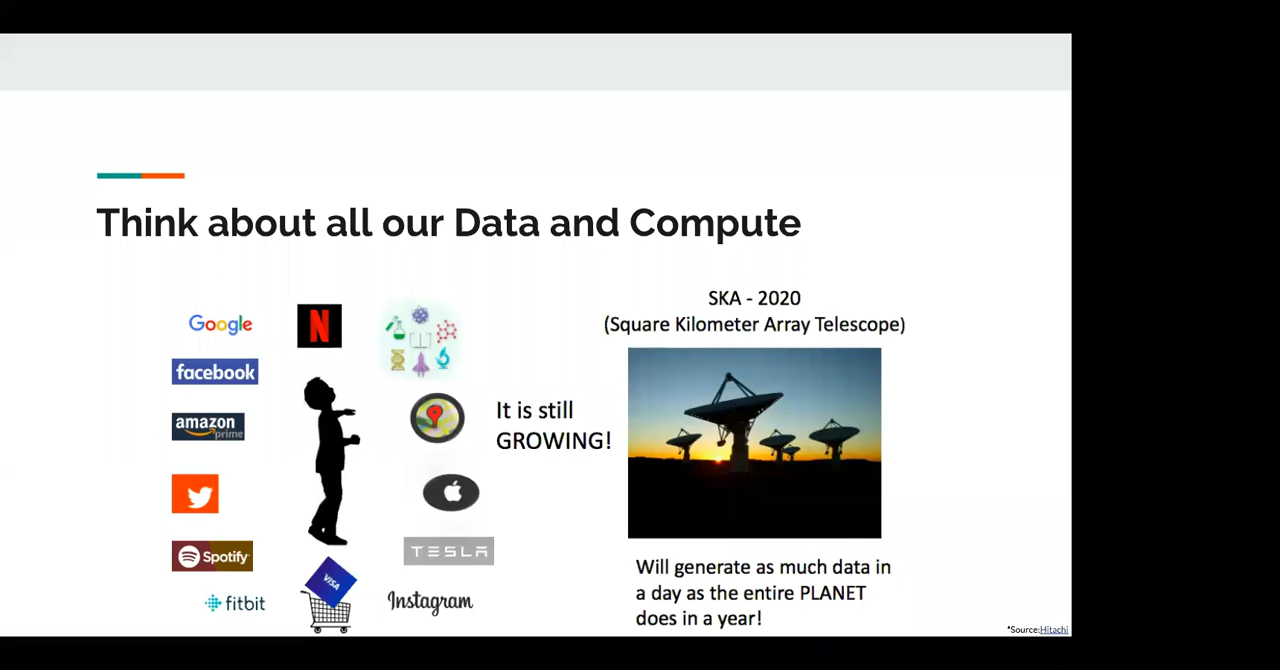 Think about all our Data and Compute
Google
N
facebook
amazon
prime
Spotify
fitbit
VISA
It is still
GROWING!
TESLA
Instagram
SKA - 2020
(Square Kilometer Array Telescope)
Will generate as much data in
a day as the entire PLANET
does in a year!
*Source:Hitachi